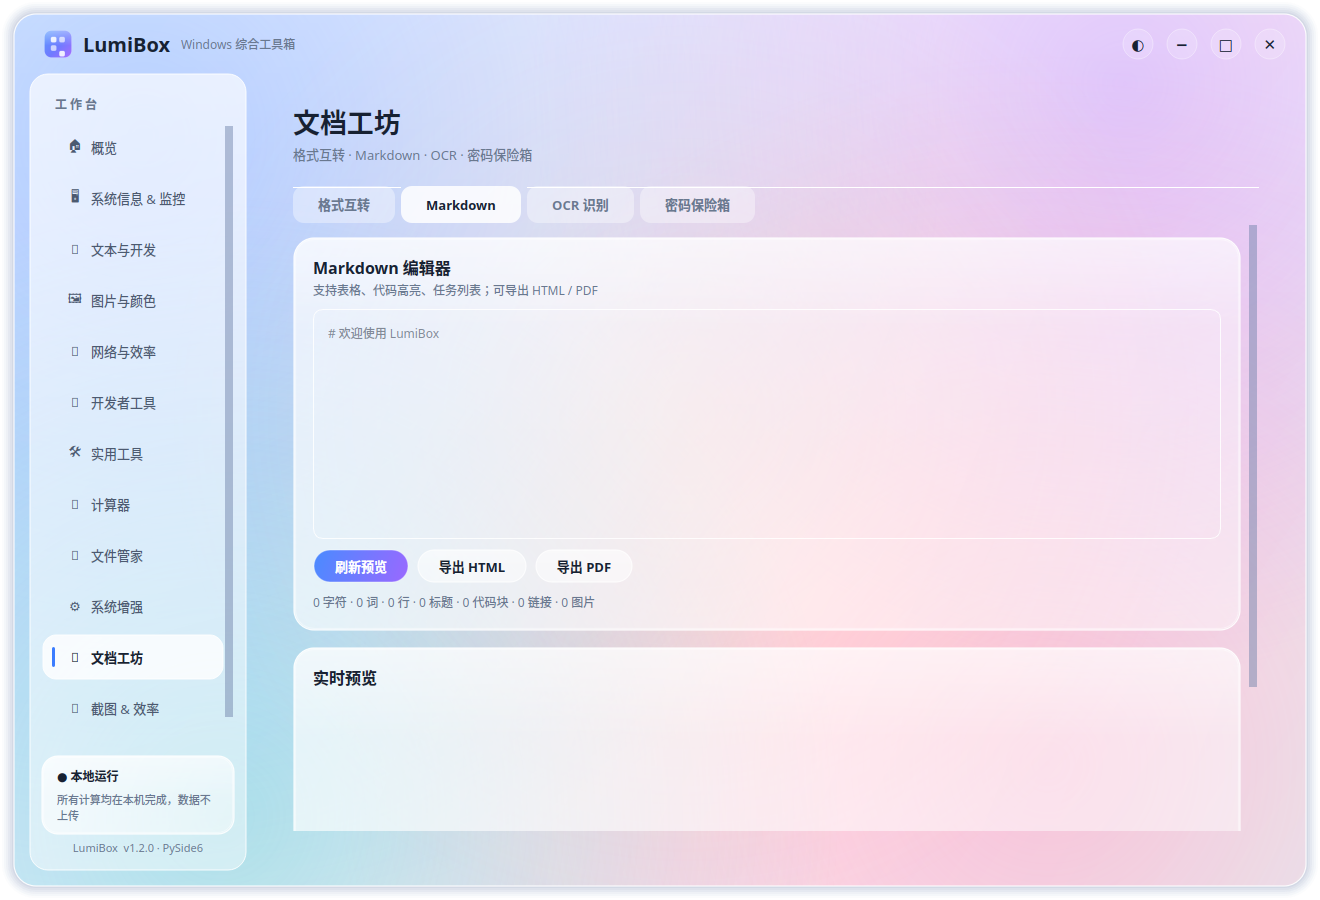 LumiBox Windows 综合工具箱
工作台
概览
系统信息 & 监控
文本与开发
图片与颜色
网络与效率
开发者工具
实用工具
计算器
文件管家
系统增强
文档工坊
截图 & 效率
● 本地运行
所有计算均在本机完成，数据不
上传
LumiBox v1.2.0 · PySide6
文档工坊
格式互转 · Markdown · OCR · 密码保险箱
格式互转 Markdown OCR 识别 密码保险箱
Markdown 编辑器
支持表格、代码高亮、任务列表；可导出 HTML / PDF
# 欢迎使用 LumiBox
刷新预览 导出 HTML 导出 PDF
0 字符 · 0 词 · 0 行 · 0 标题 · 0 代码块 · 0 链接 · 0 图片
实时预览